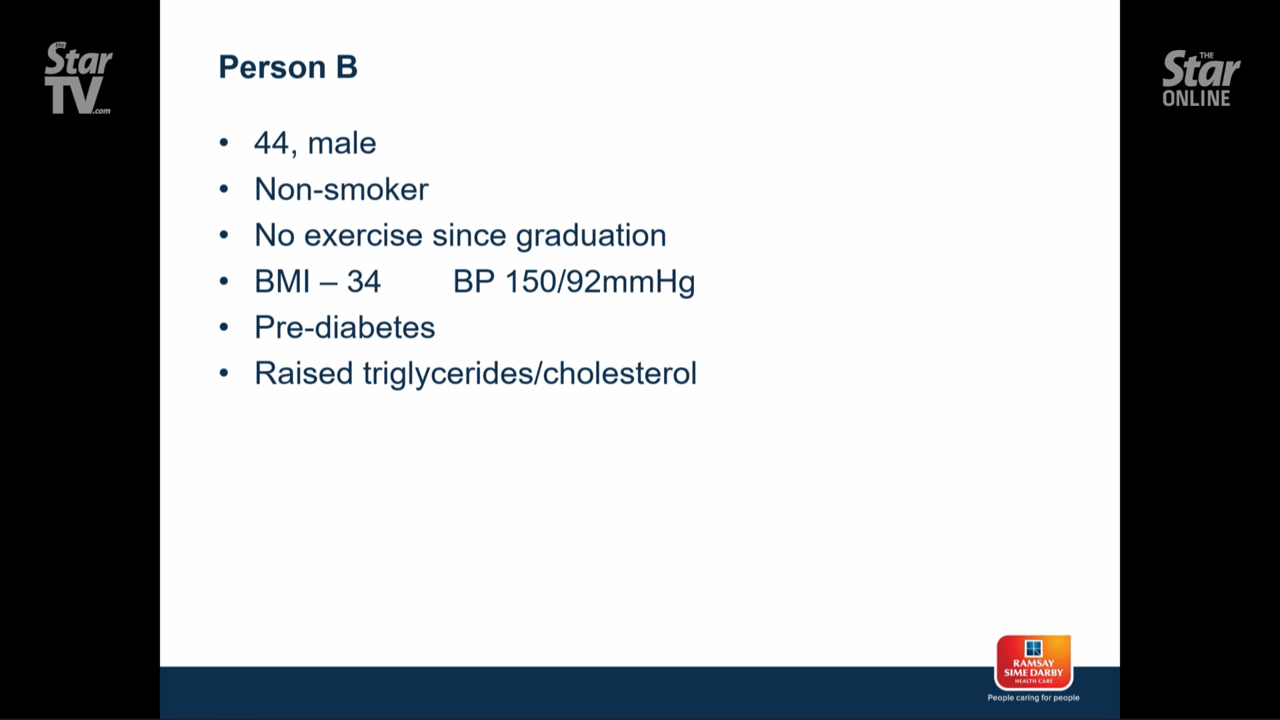 THE
Star
TV.com
THE
Star
ONLINE
Person B
• 44, male
• Non-smoker
• No exercise since graduation
• BMI – 34 BP 150/92mmHg
• Pre-diabetes
• Raised triglycerides/cholesterol
RAMSAY
SIME DARBY
HEALTH CARE
People caring for people